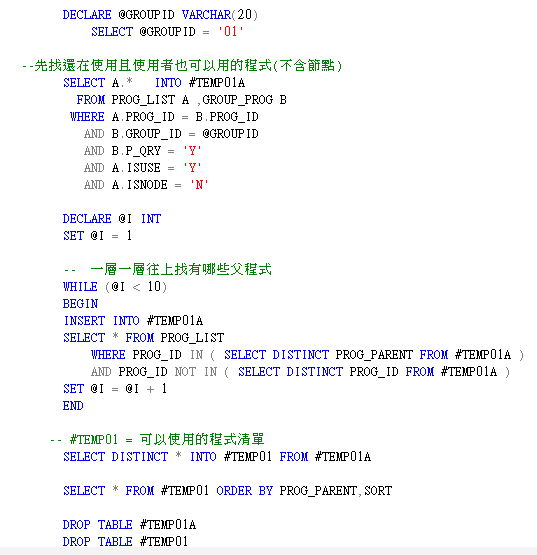 DECLARE @GROUPID VARCHAR(20)
SELECT @GROUPID = '01'
--先找還在使用且使用者也可以用的程式(不含節點)
SELECT A.*   INTO #TEMP01A
FROM PROG_LIST A ,GROUP_PROG B
WHERE A.PROG_ID = B.PROG_ID
AND B.GROUP_ID = @GROUPID
AND B.P_QRY = 'Y'
AND A.ISUSE = 'Y'
AND A.ISNODE = 'N'
DECLARE @I INT
SET @I = 1
--  一層一層往上找有哪些父程式
WHILE (@I < 10)
BEGIN
INSERT INTO #TEMP01A
SELECT * FROM PROG_LIST
WHERE PROG_ID IN ( SELECT DISTINCT PROG_PARENT FROM #TEMP01A )
AND PROG_ID NOT IN ( SELECT DISTINCT PROG_ID FROM #TEMP01A )
SET @I = @I + 1
END
-- #TEMP01 = 可以使用的程式清單
SELECT DISTINCT * INTO #TEMP01 FROM #TEMP01A
SELECT * FROM #TEMP01 ORDER BY PROG_PARENT,SORT
DROP TABLE #TEMP01A
DROP TABLE #TEMP01